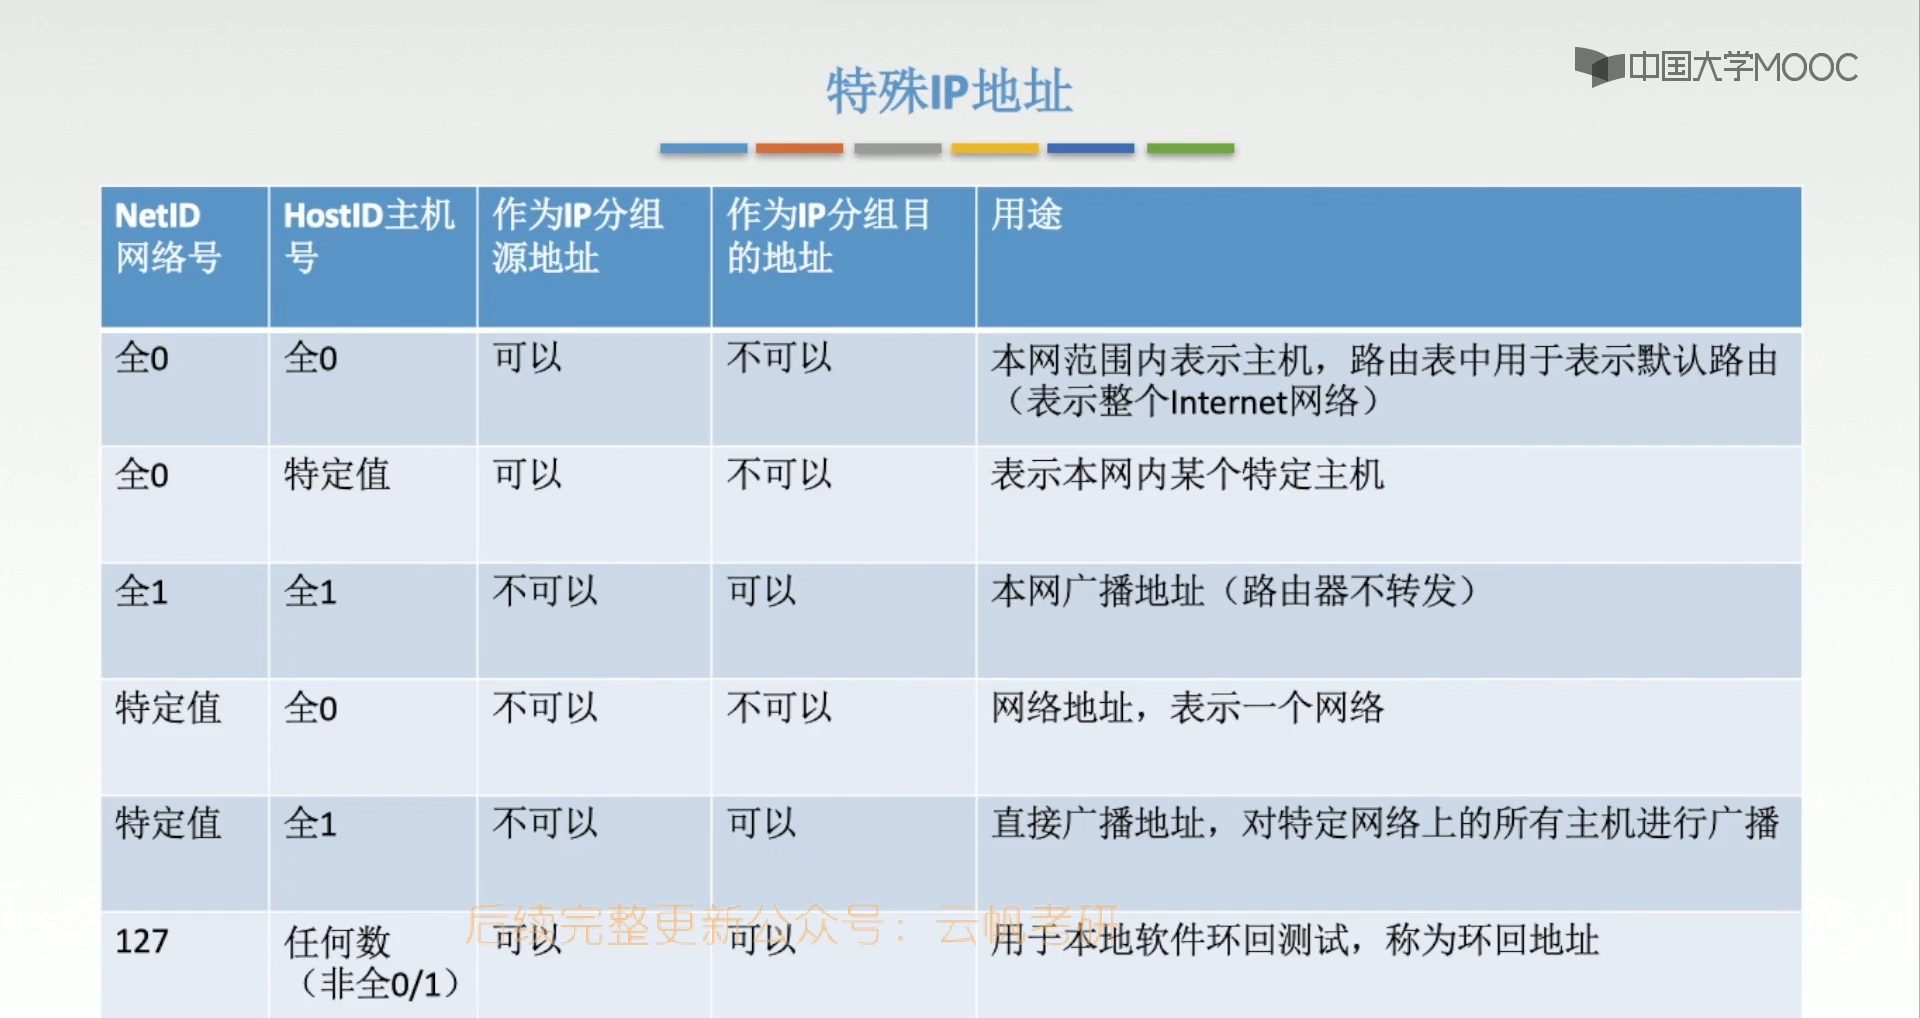 中国大学MOOC
特殊IP地址
NetID
网络号
HostID主机
号
作为IP分组
源地址
作为IP分组目
的地址
用途
全0
全0
可以
不可以
本网范围内表示主机，路由表中用于表示默认路由
（表示整个Internet网络）
全0
特定值
可以
不可以
表示本网内某个特定主机
全1
全1
不可以
可以
本网广播地址（路由器不转发）
特定值
全0
不可以
不可以
网络地址，表示一个网络
特定值
全1
不可以
可以
直接广播地址，对特定网络上的所有主机进行广播
127
任何数
（非全0/1）
可以
可以
用于本地软件环回测试，称为环回地址
后续完整更新公众号：云帆考研